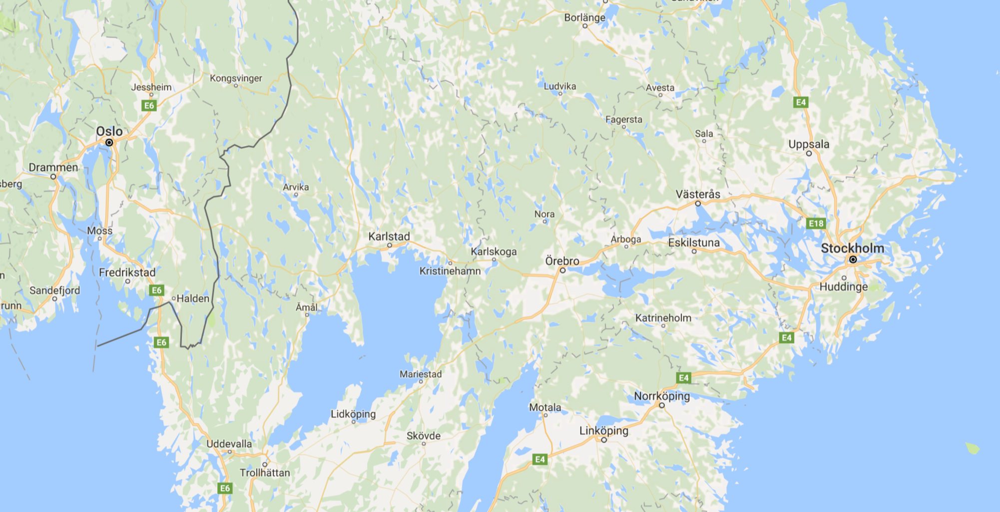 Borlänge
Kongsvinger
Jessheim
Ludvika
Avesta
E6
E4
Fagersta
Oslo
Sala
Uppsala
Drammen
Arvika
Västerås
Nora
E18
Moss
Karlstad
Arboga
Eskilstuna
Stockholm
Karlskoga
Örebro
Kristinehamn
Fredrikstad
Huddinge
E6
Sandefjord
Halden
Åmål
Katrineholm
E4
E6
Mariestad
E4
Norrköping
Motala
Lidköping
Linköping
Skövde
Uddevalla
E4
Trollhättan
E6